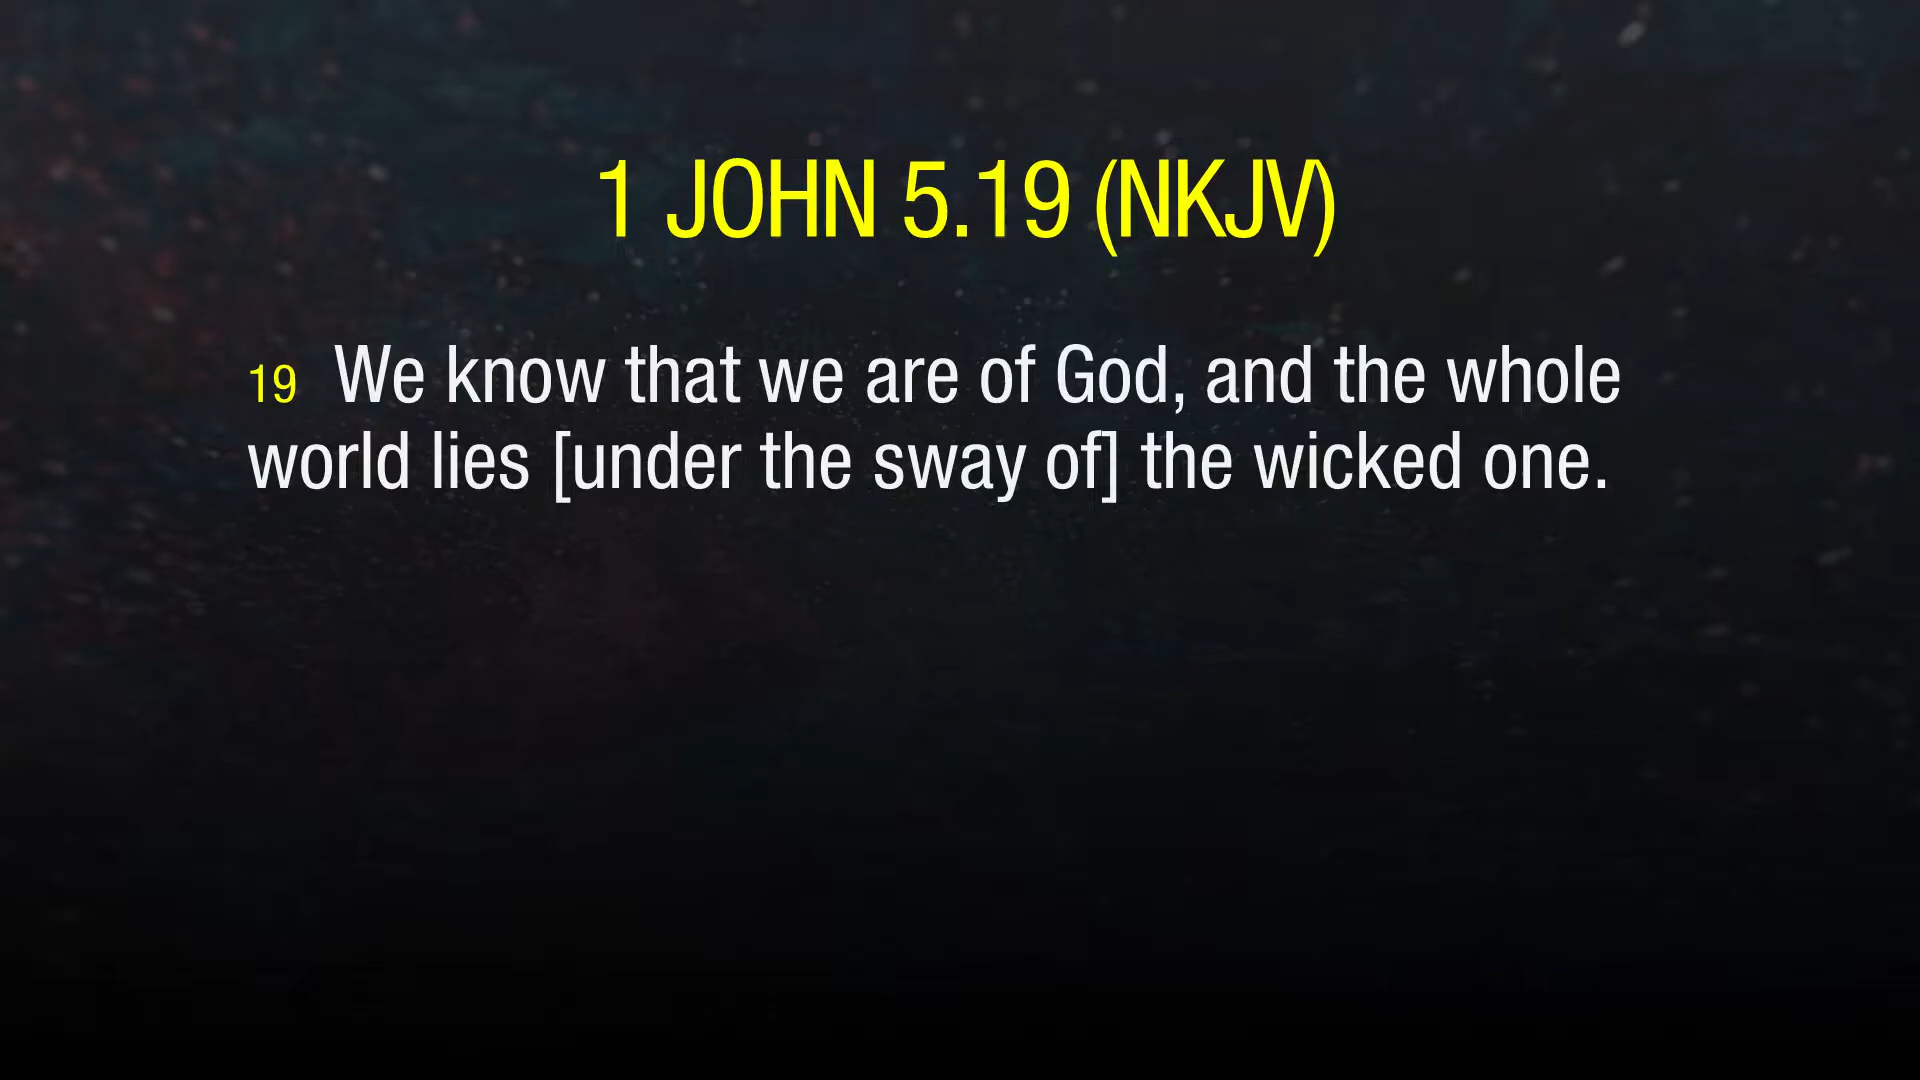 1 JOHN 5.19 (NKJV)
19 We know that we are of God, and the whole
world lies [under the sway of] the wicked one.